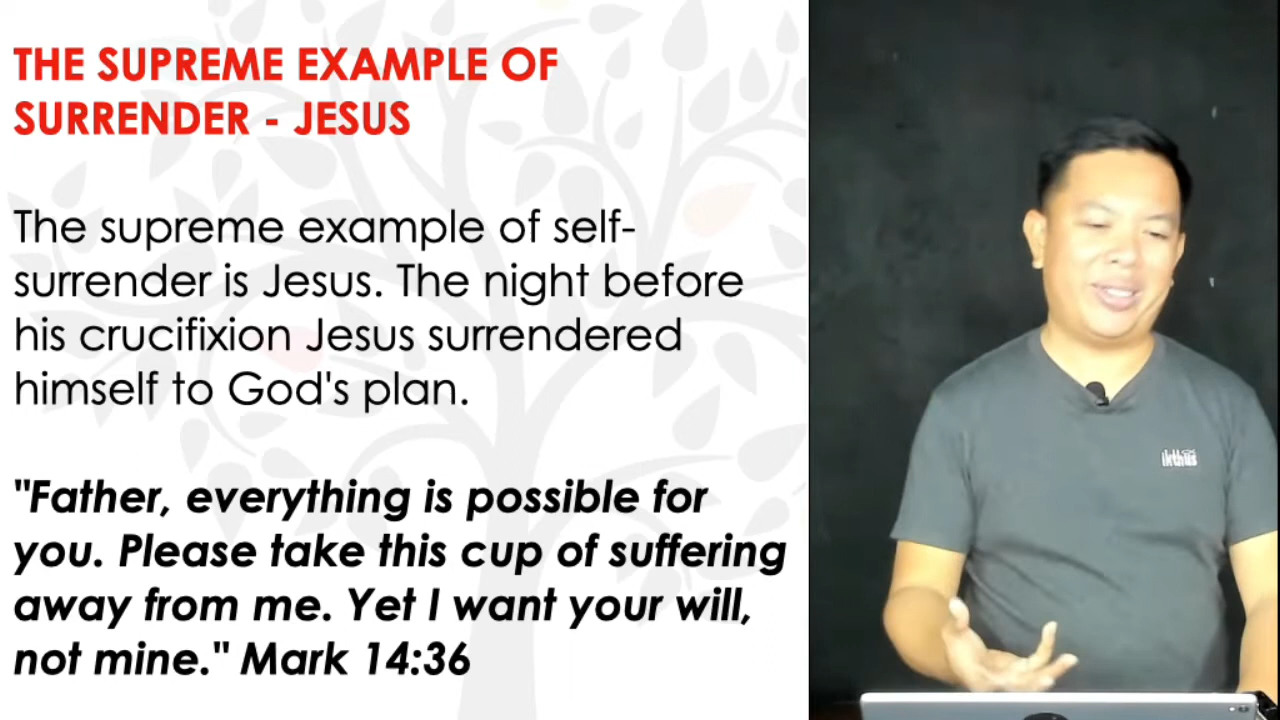 THE SUPREME EXAMPLE OF
SURRENDER - JESUS
The supreme example of self-
surrender is Jesus. The night before
his crucifixion Jesus surrendered
himself to God's plan.
"Father, everything is possible for
you. Please take this cup of suffering
away from me. Yet I want your will,
not mine." Mark 14:36
ikthus